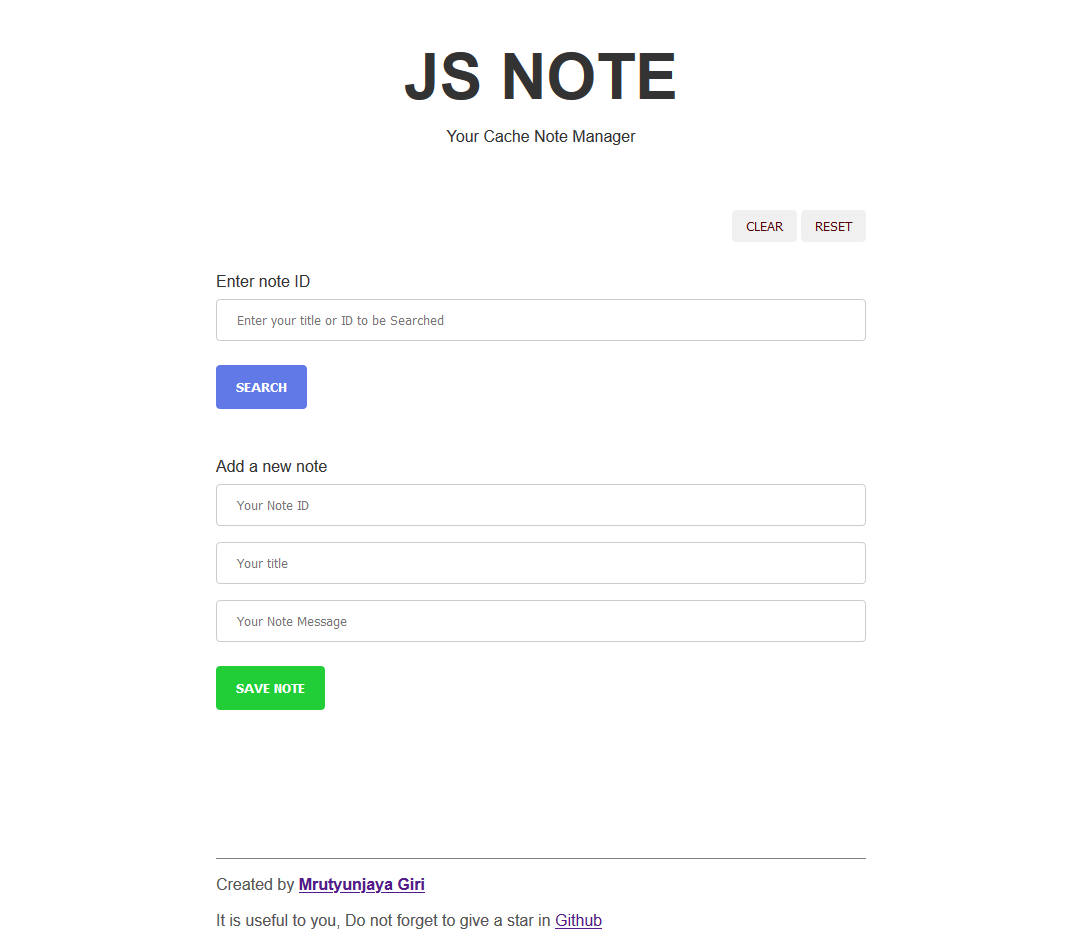 JS NOTE
Your Cache Note Manager
CLEAR RESET
Enter note ID
Enter your title or ID to be Searched
SEARCH
Add a new note
Your Note ID
Your title
Your Note Message
SAVE NOTE
Created by Mrutyunjaya Giri
It is useful to you, Do not forget to give a star in Github